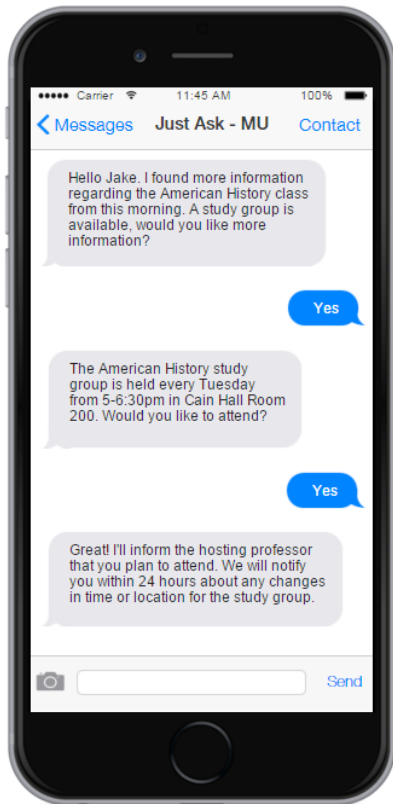 Carrier 11:45 AM 100%
Messages Just Ask - MU Contact
Hello Jake. I found more information
regarding the American History class
from this morning. A study group is
available, would you like more
information?
Yes
The American History study
group is held every Tuesday
from 5-6:30pm in Cain Hall Room
200. Would you like to attend?
Yes
Great! I'll inform the hosting professor
that you plan to attend. We will notify
you within 24 hours about any changes
in time or location for the study group.
Send